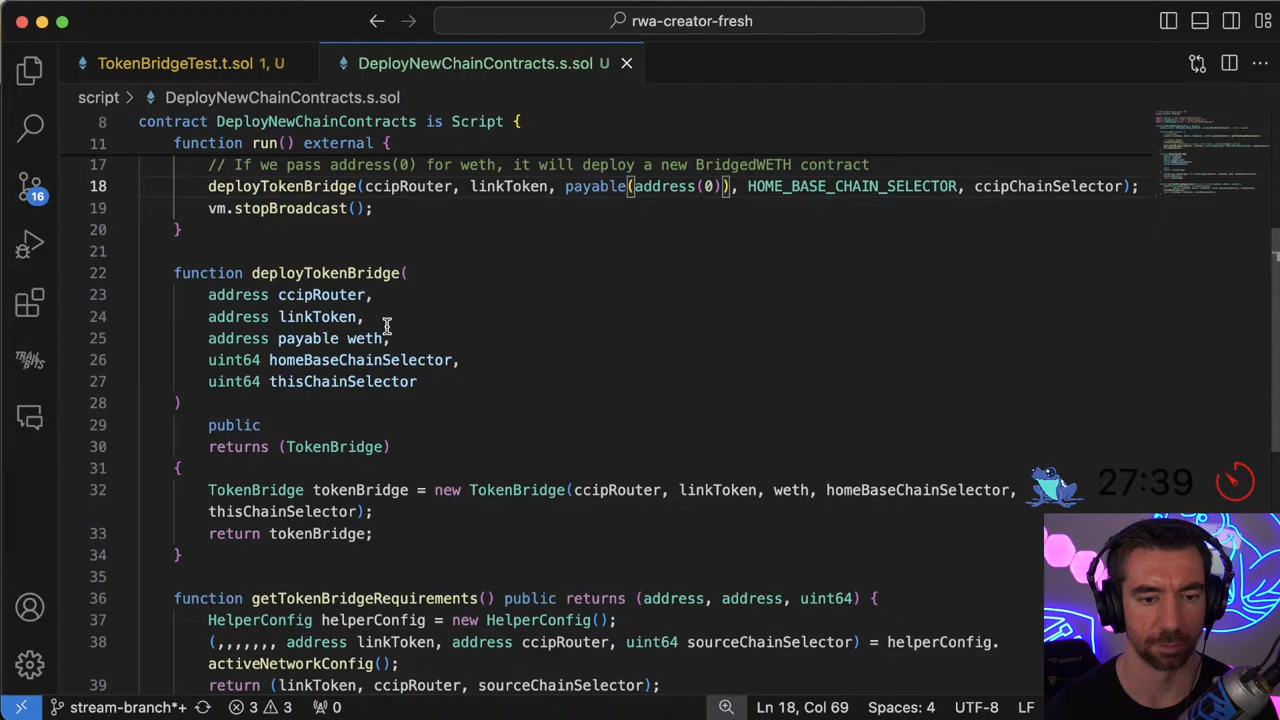 rwa-creator-fresh
TokenBridgeTest.t.sol 1, U
DeployNewChainContracts.s.sol U
script > DeployNewChainContracts.s.sol
8 contract DeployNewChainContracts is Script {
11 function run() external {
17 // If we pass address(0) for weth, it will deploy a new BridgedWETH contract
18 deployTokenBridge(ccipRouter, linkToken, payable(address(0)), HOME_BASE_CHAIN_SELECTOR, ccipChainSelector);
19 vm.stopBroadcast();
20 }
21
22 function deployTokenBridge(
23 address ccipRouter,
24 address linkToken,
25 address payable weth,
26 uint64 homeBaseChainSelector,
27 uint64 thisChainSelector
28 )
29 public
30 returns (TokenBridge)
31 {
32 TokenBridge tokenBridge = new TokenBridge(ccipRouter, linkToken, weth, homeBaseChainSelector,
thisChainSelector);
33 return tokenBridge;
34 }
35
36 function getTokenBridgeRequirements() public returns (address, address, uint64) {
37 HelperConfig helperConfig = new HelperConfig();
38 (,,,,,,, address linkToken, address ccipRouter, uint64 sourceChainSelector) = helperConfig.
activeNetworkConfig();
39 return (linkToken, ccipRouter, sourceChainSelector);
16
TRAIL OF BITS
27:39
stream-branch*+ 3 3 0 Ln 18, Col 69 Spaces: 4 UTF-8 LF